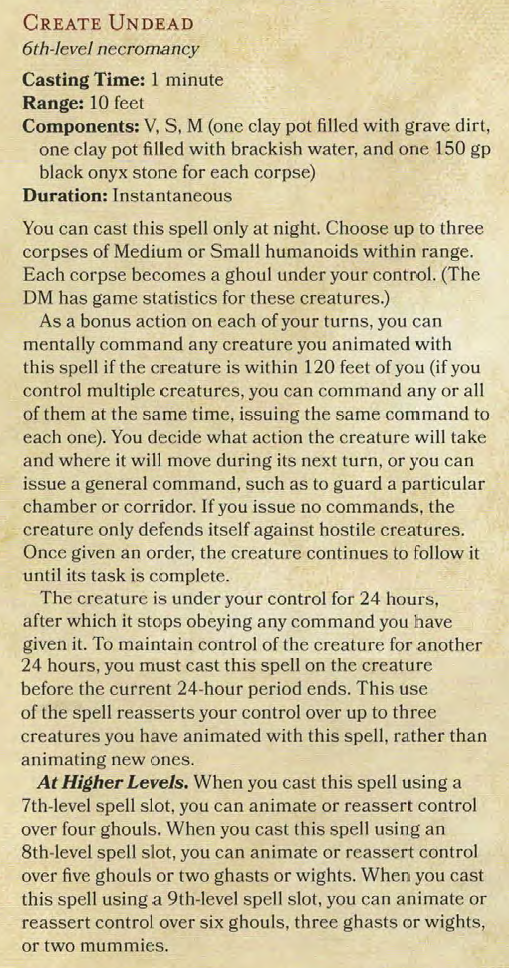 CREATE UNDEAD
6th-level necromancy
Casting Time: 1 minute
Range: 10 feet
Components: V, S, M (one clay pot filled with grave dirt,
one clay pot filled with brackish water, and one 150 gp
black onyx stone for each corpse)
Duration: Instantaneous
You can cast this spell only at night. Choose up to three
corpses of Medium or Small humanoids within range.
Each corpse becomes a ghoul under your control. (The
DM has game statistics for these creatures.)
As a bonus action on each of your turns, you can
mentally command any creature you animated with
this spell if the creature is within 120 feet of you (if you
control multiple creatures, you can command any or all
of them at the same time, issuing the same command to
each one). You decide what action the creature will take
and where it will move during its next turn, or you can
issue a general command, such as to guard a particular
chamber or corridor. If you issue no commands, the
creature only defends itself against hostile creatures.
Once given an order, the creature continues to follow it
until its task is complete.
The creature is under your control for 24 hours,
after which it stops obeying any command you have
given it. To maintain control of the creature for another
24 hours, you must cast this spell on the creature
before the current 24-hour period ends. This use
of the spell reasserts your control over up to three
creatures you have animated with this spell, rather than
animating new ones.
At Higher Levels. When you cast this spell using a
7th-level spell slot, you can animate or reassert control
over four ghouls. When you cast this spell using an
8th-level spell slot, you can animate or reassert control
over five ghouls or two ghasts or wights. When you cast
this spell using a 9th-level spell slot, you can animate or
reassert control over six ghouls, three ghasts or wights,
or two mummies.